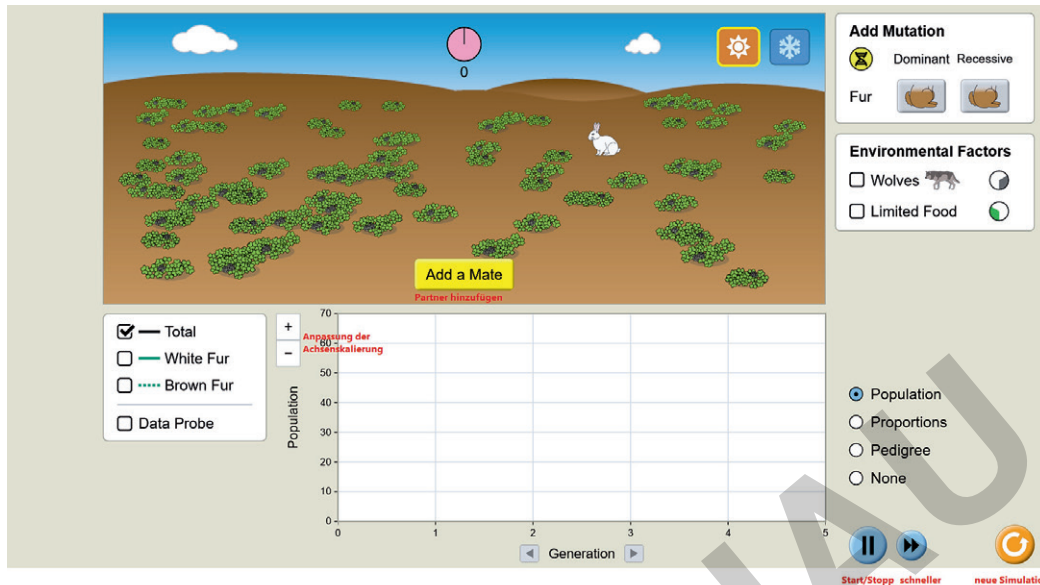 0
Add a Mate
Partner hinzufügen
Add Mutation
Dominant Recessive
Fur
Environmental Factors
Wolves
Limited Food
Total
White Fur
Brown Fur
Data Probe
+
−
Anpassung der
Achsenskalierung
Population
70
60
50
40
30
20
10
0
0 1 2 3 4 5
Generation
Population
Proportions
Pedigree
None
Start/Stopp schneller